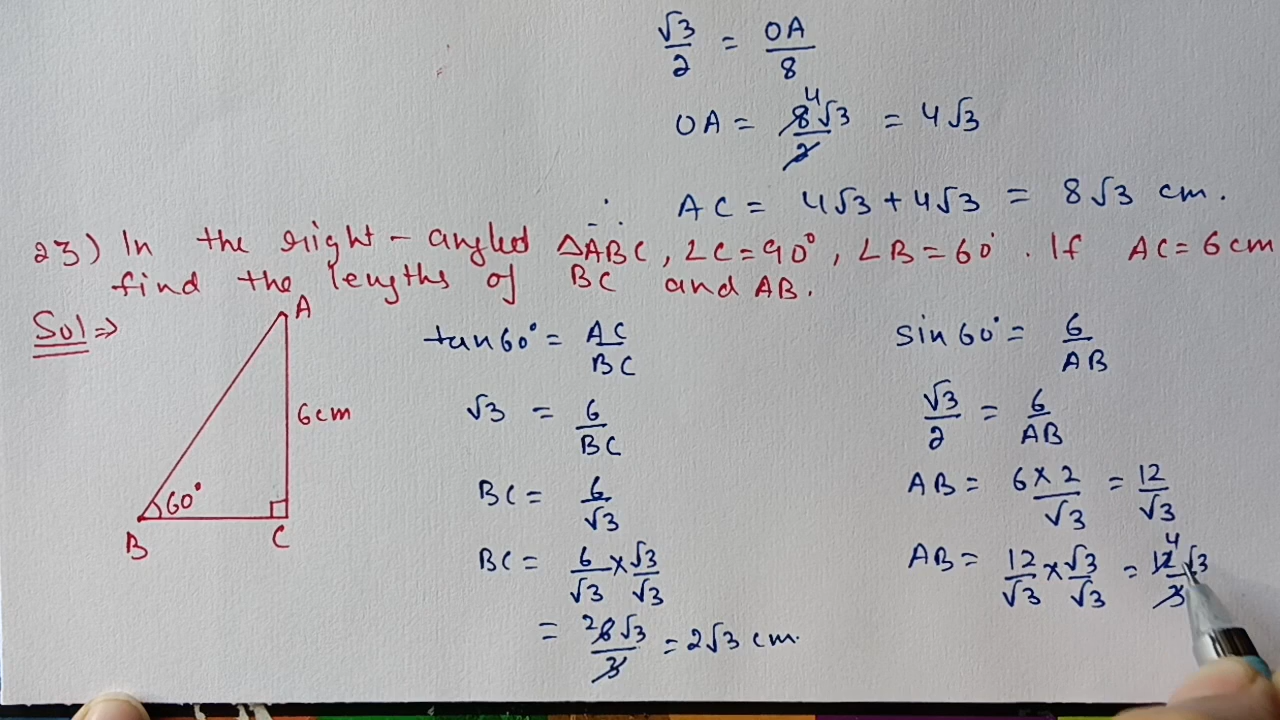 √3/2 = OA/8
OA = 8 4√3/2 = 4√3
∴ AC = 4√3 + 4√3 = 8√3 cm.
23) In the right-angled △ABC, ∠C=90°, ∠B=60°. If AC=6cm
find the lengths of BC and AB.
Sol⇒
A
6cm
60°
B
C
tan60° = AC/BC
√3 = 6/BC
BC = 6/√3
BC = 6/√3 × √3/√3
= 2 6√3/3 = 2√3 cm.
sin60° = 6/AB
√3/2 = 6/AB
AB = 6×2/√3 = 12/√3
AB = 12/√3 × √3/√3 = 12 4√3/3